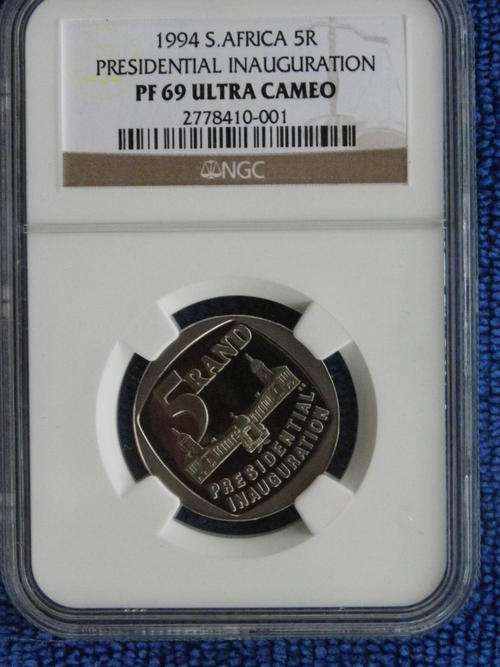 1994 S.AFRICA 5R
PRESIDENTIAL INAUGURATION
PF 69 ULTRA CAMEO
2778410-001
NGC
5 RAND
PRESIDENTIAL
INAUGURATION